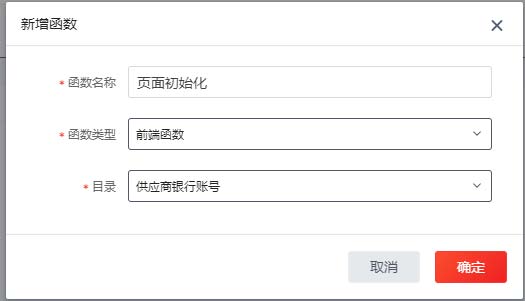 新增函数
* 函数名称 页面初始化
* 函数类型 前端函数
* 目录 供应商银行账号
取消 确定